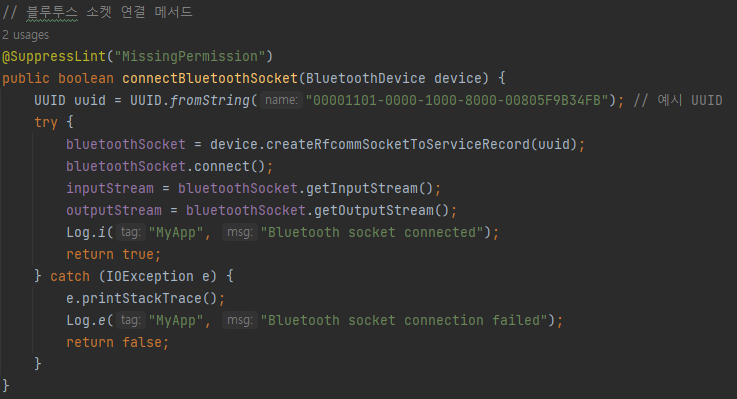 // 블루투스 소켓 연결 메서드
2 usages
@SuppressLint("MissingPermission")
public boolean connectBluetoothSocket(BluetoothDevice device) {
UUID uuid = UUID.fromString( name: "00001101-0000-1000-8000-00805F9B34FB"); // 예시 UUID
try {
bluetoothSocket = device.createRfcommSocketToServiceRecord(uuid);
bluetoothSocket.connect();
inputStream = bluetoothSocket.getInputStream();
outputStream = bluetoothSocket.getOutputStream();
Log.i( tag: "MyApp", msg: "Bluetooth socket connected");
return true;
} catch (IOException e) {
e.printStackTrace();
Log.e( tag: "MyApp", msg: "Bluetooth socket connection failed");
return false;
}
}